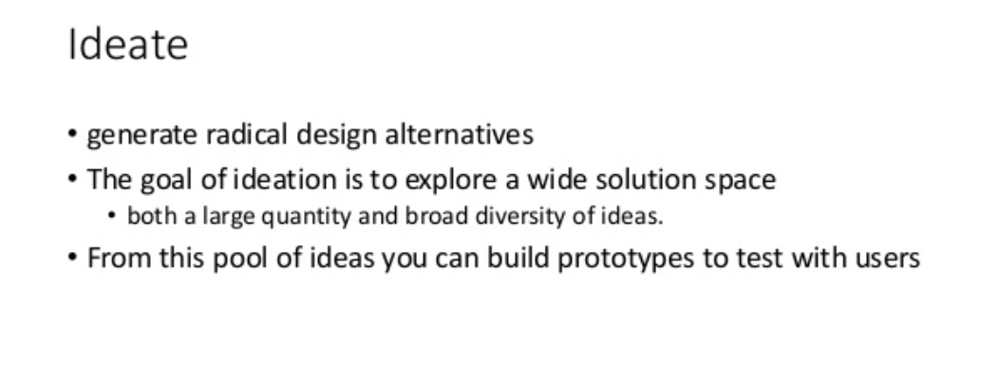 Ideate
• generate radical design alternatives
• The goal of ideation is to explore a wide solution space
• both a large quantity and broad diversity of ideas.
• From this pool of ideas you can build prototypes to test with users